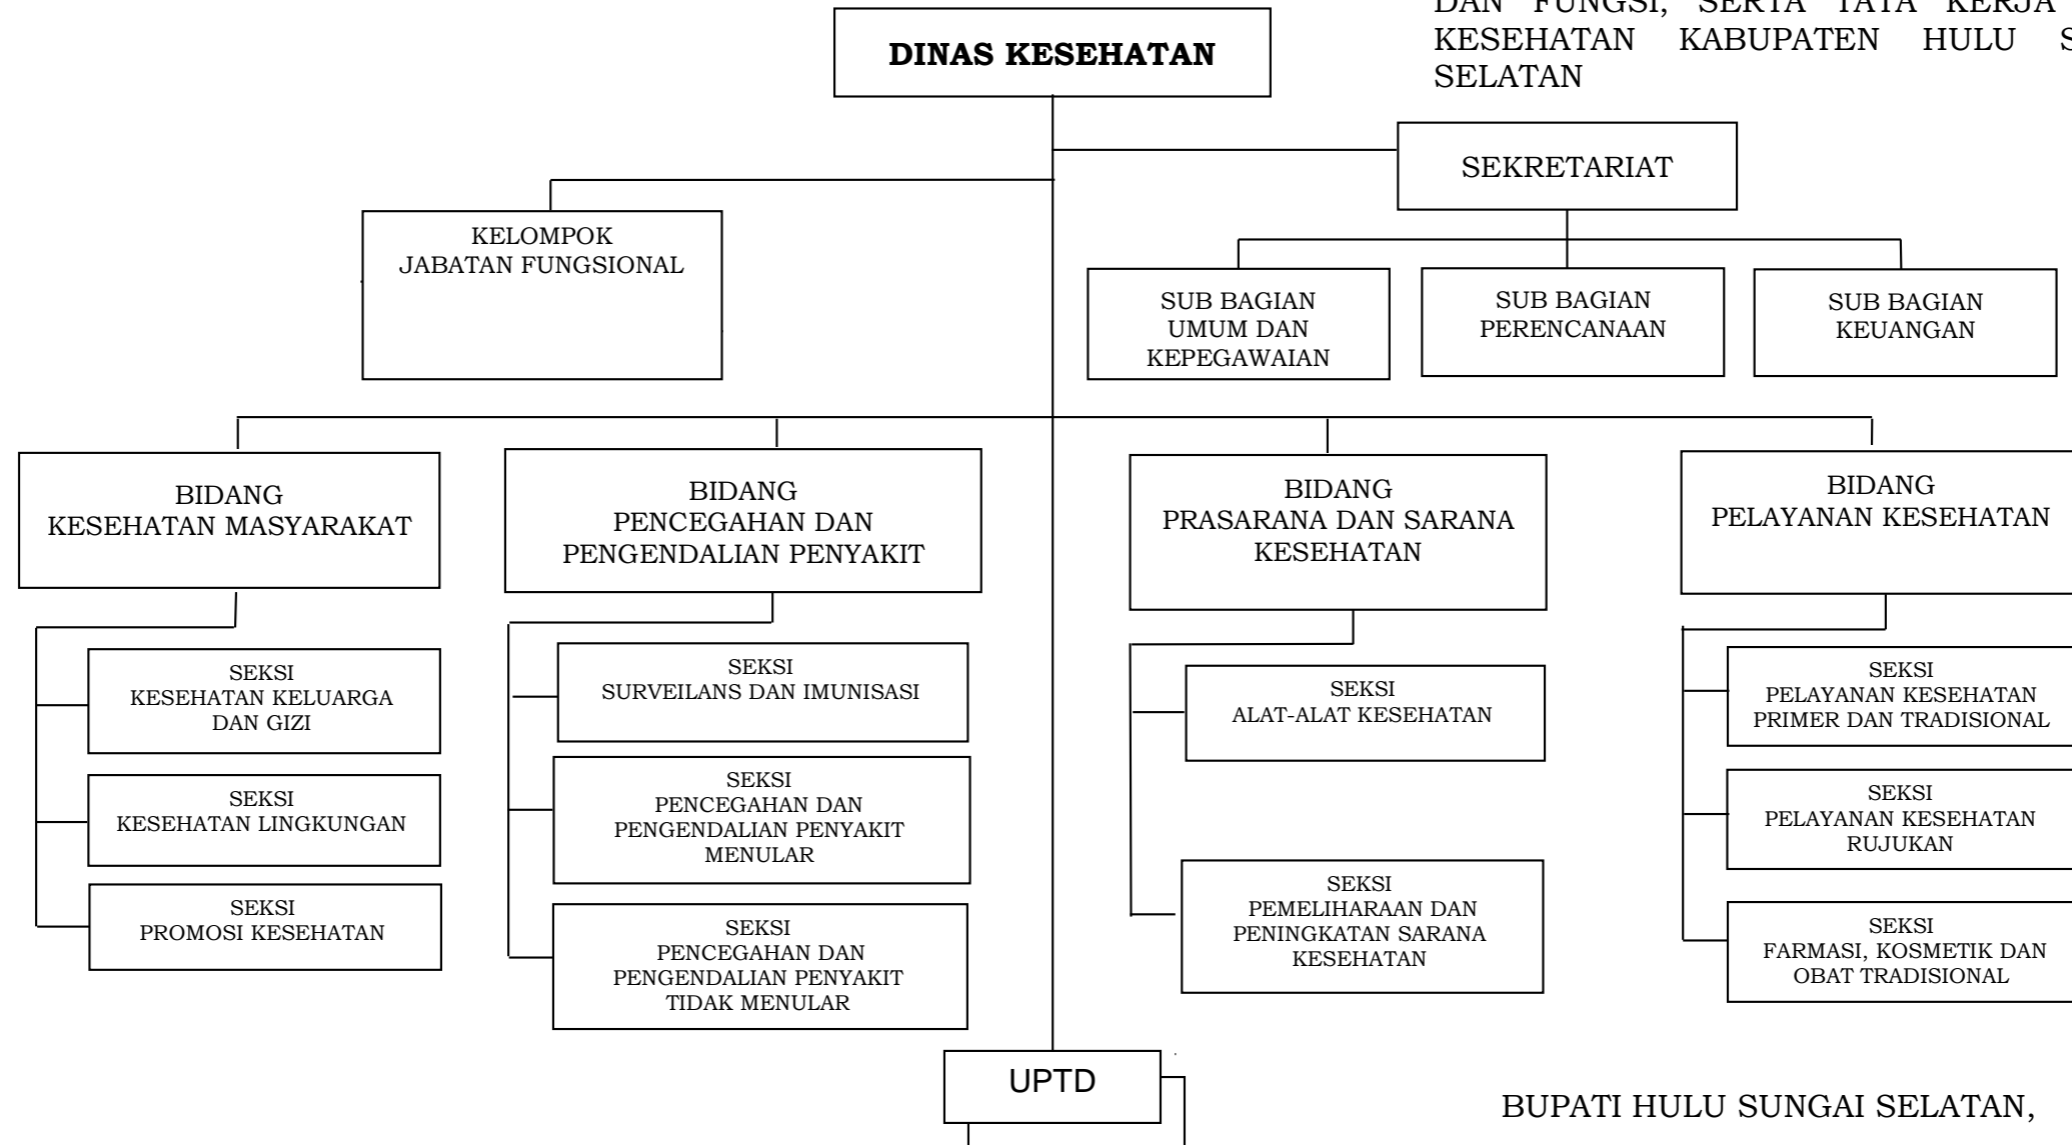 DAN FUNGSI, SERTA TATA KERJA
KESEHATAN KABUPATEN HULU
SELATAN
DINAS KESEHATAN
SEKRETARIAT
KELOMPOK
JABATAN FUNGSIONAL
SUB BAGIAN
UMUM DAN
KEPEGAWAIAN
SUB BAGIAN
PERENCANAAN
SUB BAGIAN
KEUANGAN
BIDANG
KESEHATAN MASYARAKAT
BIDANG
PENCEGAHAN DAN
PENGENDALIAN PENYAKIT
BIDANG
PRASARANA DAN SARANA
KESEHATAN
BIDANG
PELAYANAN KESEHATAN
SEKSI
KESEHATAN KELUARGA
DAN GIZI
SEKSI
KESEHATAN LINGKUNGAN
SEKSI
PROMOSI KESEHATAN
SEKSI
SURVEILANS DAN IMUNISASI
SEKSI
PENCEGAHAN DAN
PENGENDALIAN PENYAKIT
MENULAR
SEKSI
PENCEGAHAN DAN
PENGENDALIAN PENYAKIT
TIDAK MENULAR
SEKSI
ALAT-ALAT KESEHATAN
SEKSI
PEMELIHARAAN DAN
PENINGKATAN SARANA
KESEHATAN
SEKSI
PELAYANAN KESEHATAN
PRIMER DAN TRADISIONAL
SEKSI
PELAYANAN KESEHATAN
RUJUKAN
SEKSI
FARMASI, KOSMETIK DAN
OBAT TRADISIONAL
UPTD
BUPATI HULU SUNGAI SELATAN,